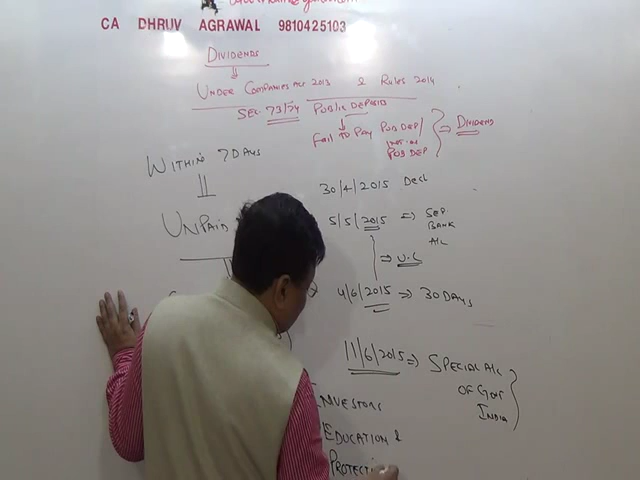 CA DHRUV AGRAWAL 9810425103
DIVIDENDS
UNDER COMPANIES ACT 2013 & RULES 2014
SEC. 73/74 PUBLIC DEPOSITS
FAIL TO PAY PUB DEP/
INT. ON
PUB DEP
=> DIVIDEND
WITHIN 7 DAYS
UNPAID
30/4/2015 DECL
5/5/2015 => SEP
BANK
A/C
=> U.C
4/6/2015 => 30 DAYS
11/6/2015 => SPECIAL A/C
OF GOVT
INDIA
INVESTORS
EDUCATION &
PROTECTI